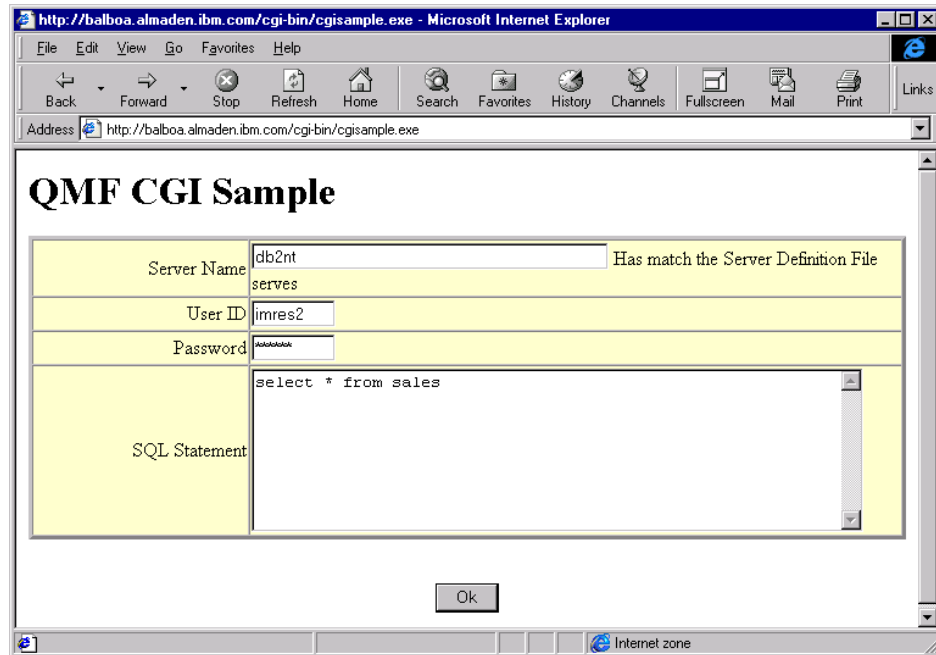 http://balboa.almaden.ibm.com/cgi-bin/cgisample.exe - Microsoft Internet Explorer
File Edit View Go Favorites Help
Back Forward Stop Refresh Home Search Favorites History Channels Fullscreen Mail Print Links
Address http://balboa.almaden.ibm.com/cgi-bin/cgisample.exe
QMF CGI Sample
Server Name db2nt Has match the Server Definition File
serves
User ID imres2
Password ******
SQL Statement select * from sales
Ok
Internet zone